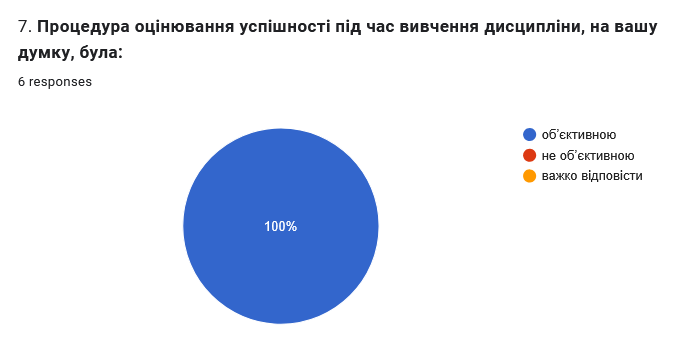 7. Процедура оцінювання успішності під час вивчення дисципліни, на вашу
думку, була:
6 responses
об'єктивною
не об'єктивною
важко відповісти
100%